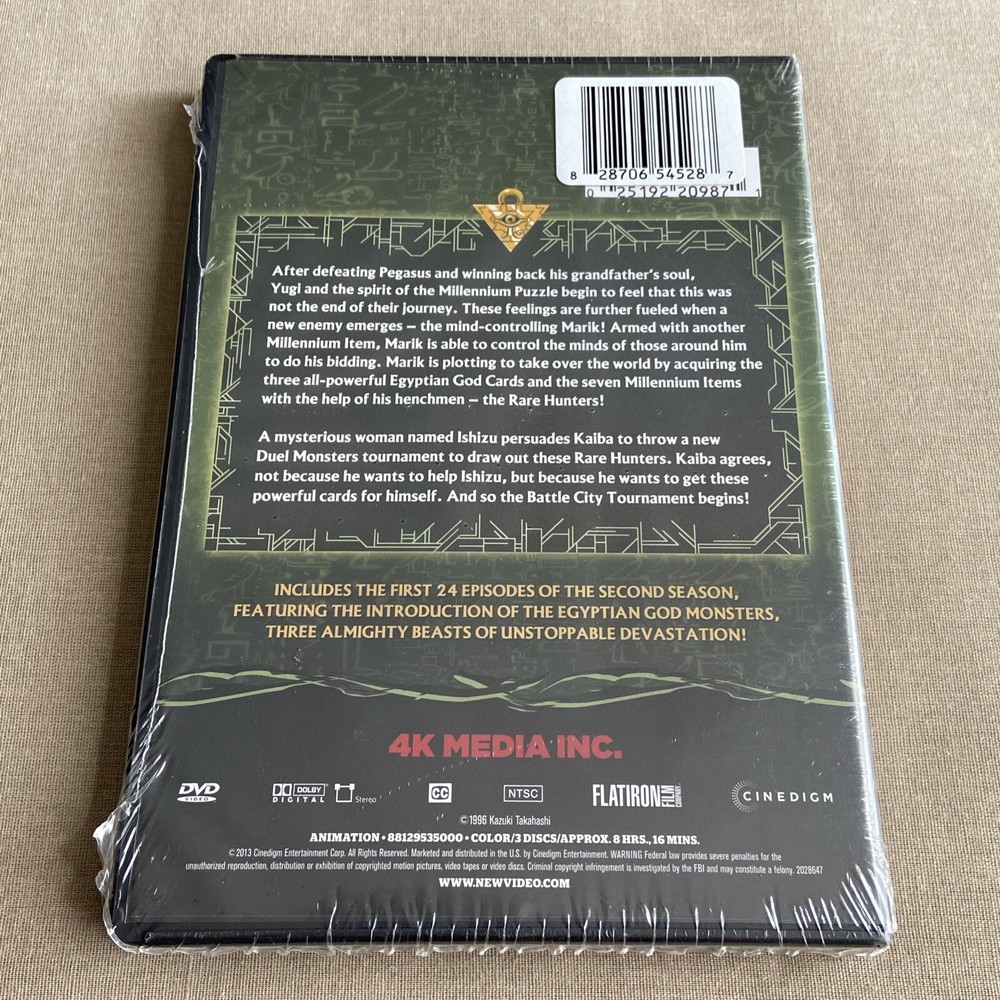 8 28706 54528 7
0 25192 20987 1
After defeating Pegasus and winning back his grandfather's soul,
Yugi and the spirit of the Millennium Puzzle begin to feel that this was
not the end of their journey. These feelings are further fueled when a
new enemy emerges – the mind-controlling Marik! Armed with another
Millennium Item, Marik is able to control the minds of those around him
to do his bidding. Marik is plotting to take over the world by acquiring the
three all-powerful Egyptian God Cards and the seven Millennium Items
with the help of his henchmen – the Rare Hunters!
A mysterious woman named Ishizu persuades Kaiba to throw a new
Duel Monsters tournament to draw out these Rare Hunters. Kaiba agrees,
not because he wants to help Ishizu, but because he wants to get these
powerful cards for himself. And so the Battle City Tournament begins!
INCLUDES THE FIRST 24 EPISODES OF THE SECOND SEASON,
FEATURING THE INTRODUCTION OF THE EGYPTIAN GOD MONSTERS,
THREE ALMIGHTY BEASTS OF UNSTOPPABLE DEVASTATION!
4K MEDIA INC.
DVD VIDEO DOLBY DIGITAL Stereo CC NTSC FLATIRON FILM COMPANY CINEDIGM
©1996 Kazuki Takahashi
ANIMATION • 88129535000 • COLOR/3 DISCS/APPROX. 8 HRS, 16 MINS.
©2013 Cinedigm Entertainment Corp. All Rights Reserved. Marketed and distributed in the U.S. by Cinedigm Entertainment. WARNING Federal law provides severe penalties for the
unauthorized reproduction, distribution or exhibition of copyrighted motion pictures, video tapes or video discs. Criminal copyright infringement is investigated by the FBI and may constitute a felony. 2028647
WWW.NEWVIDEO.COM